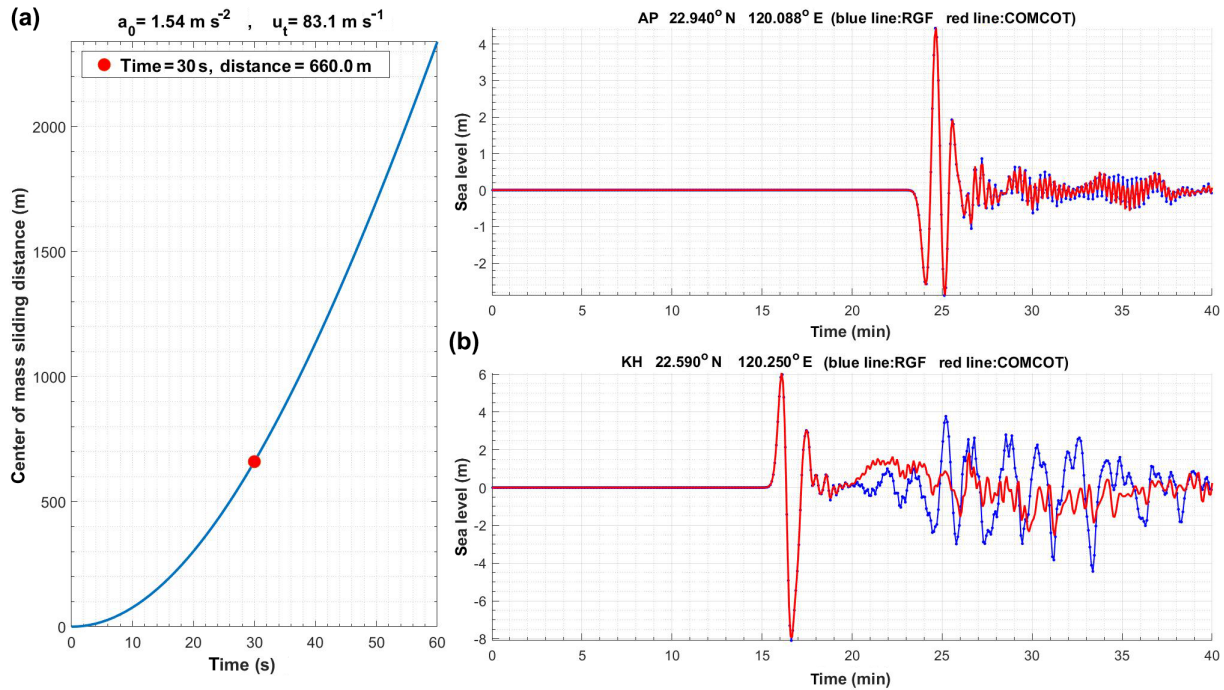 (a)
a₀= 1.54 m s⁻² , uₜ= 83.1 m s⁻¹
Time = 30 s, distance = 660.0 m
2000
1500
1000
500
0
0 10 20 30 40 50 60
Center of mass sliding distance (m)
Time (s)
AP 22.940° N 120.088° E (blue line:RGF red line:COMCOT)
4
2
0
-2
Sea level (m)
0 5 10 15 20 25 30 35 40
Time (min)
(b)
KH 22.590° N 120.250° E (blue line:RGF red line:COMCOT)
6
4
2
0
-2
-4
-6
-8
Sea level (m)
0 5 10 15 20 25 30 35 40
Time (min)